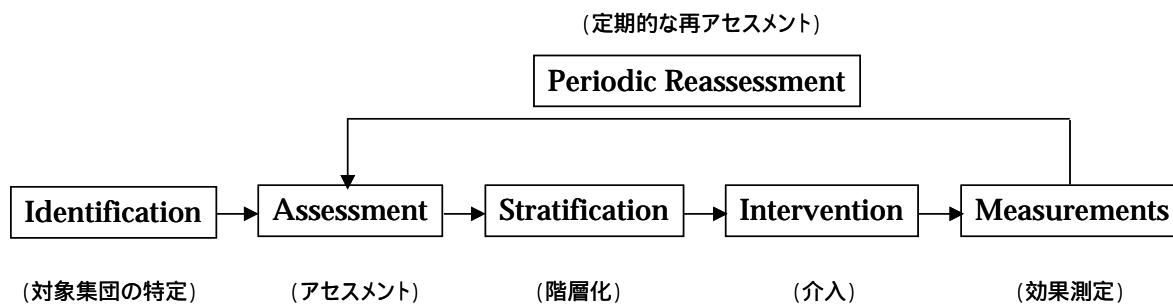 (定期的な再アセスメント)
Periodic Reassessment
Identification Assessment Stratification Intervention Measurements
(対象集団の特定) (アセスメント) (階層化) (介入) (効果測定)